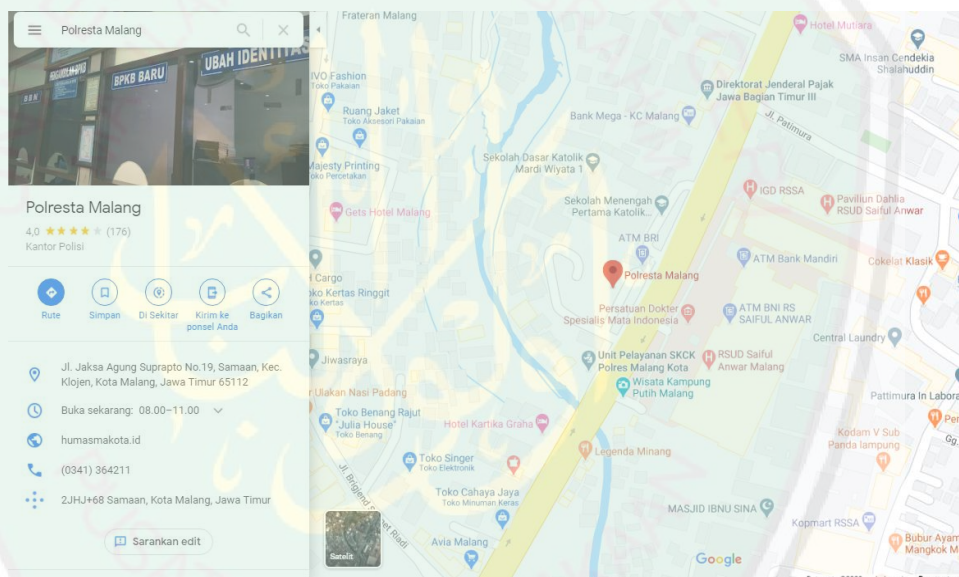 Polresta Malang
BPKB BARU
UBAH IDENTITAS
Polresta Malang
4,0 (176)
Kantor Polisi
Rute
Simpan
Di Sekitar
Kirim ke
ponsel Anda
Bagikan
Jl. Jaksa Agung Suprapto No.19, Samaan, Kec.
Klojen, Kota Malang, Jawa Timur 65112
Buka sekarang: 08.00–11.00
humasmakota.id
(0341) 364211
2JHJ+68 Samaan, Kota Malang, Jawa Timur
Sarankan edit
Frateran Malang
Hotel Mutiara
SMA Insan Cendekia
Shalahuddin
IVO Fashion
Toko Pakaian
Direktorat Jenderal Pajak
Jawa Bagian Timur III
Ruang Jaket
Toko Aksesori Pakaian
Bank Mega - KC Malang
Jl. Patimura
Majesty Printing
Toko Percetakan
Sekolah Dasar Katolik
Mardi Wiyata 1
IGD RSSA
Sekolah Menengah
Pertama Katolik...
Paviliun Dahlia
RSUD Saiful Anwar
Gets Hotel Malang
ATM BRI
ATM Bank Mandiri
Cokelat Klasik
Cargo
Polresta Malang
oko Kertas Ringgit
ko Kertas
Persatuan Dokter
Spesialis Mata Indonesia
ATM BNI RS
SAIFUL ANWAR
Central Laundry
Jiwasraya
Unit Pelayanan SKCK
Polres Malang Kota
RSUD Saiful
Anwar Malang
Wisata Kampung
Putih Malang
r Ulakan Nasi Padang
Pattimura In Labora
Toko Benang Rajut
"Julia House"
Toko Benang
Hotel Kartika Graha
Per
Kodam V Sub
Panda lampung
Gg.
Legenda Minang
Toko Singer
Toko Elektronik
Toko Cahaya Jaya
Toko Minuman Keras
MASJID IBNU SINA
Kopmart RSSA
Avia Malang
Bubur Ayam
Mangkok M
Satelit
Google